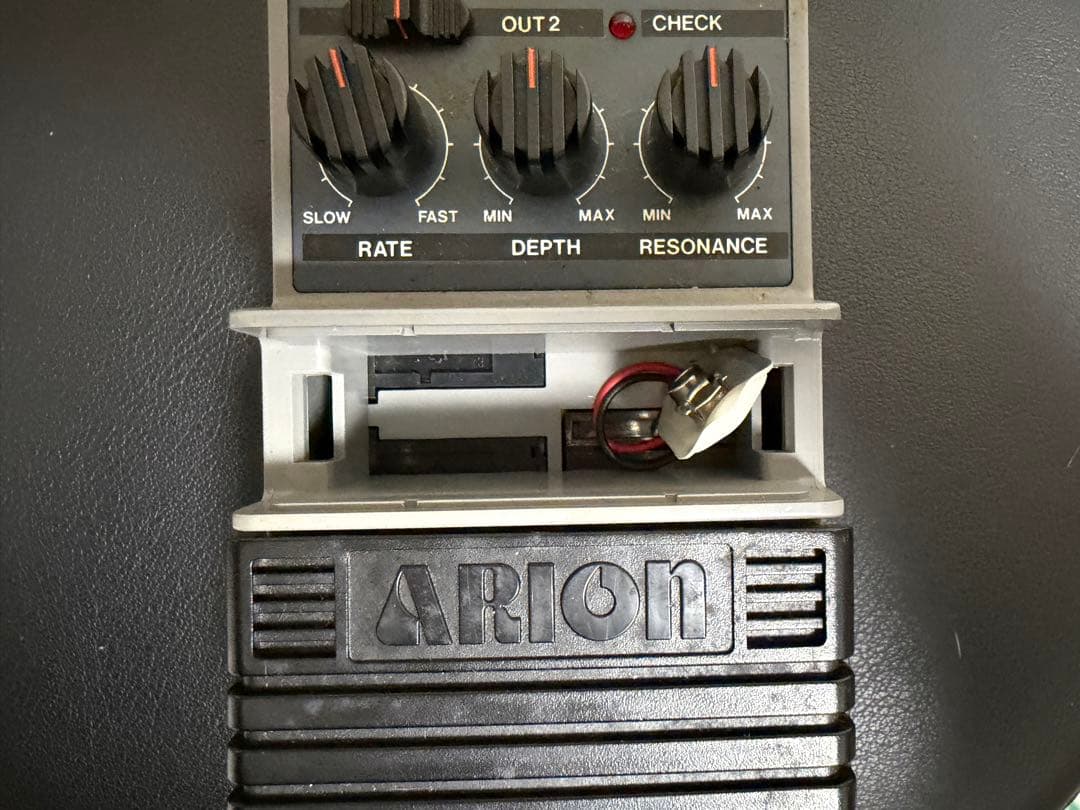 OUT 2 CHECK
SLOW FAST MIN MAX MIN MAX
RATE DEPTH RESONANCE
ARION